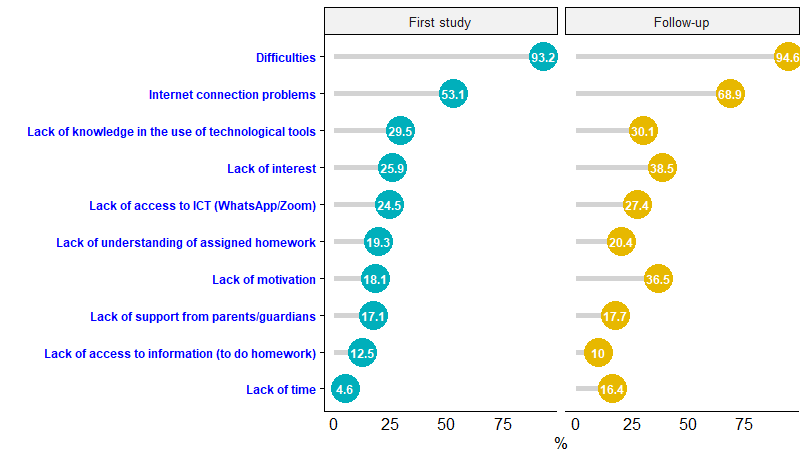 First study Follow-up
Difficulties 93.2 94.6
Internet connection problems 53.1 68.9
Lack of knowledge in the use of technological tools 29.5 30.1
Lack of interest 25.9 38.5
Lack of access to ICT (WhatsApp/Zoom) 24.5 27.4
Lack of understanding of assigned homework 19.3 20.4
Lack of motivation 18.1 36.5
Lack of support from parents/guardians 17.1 17.7
Lack of access to information (to do homework) 12.5 10
Lack of time 4.6 16.4
0 25 50 75 0 25 50 75
%